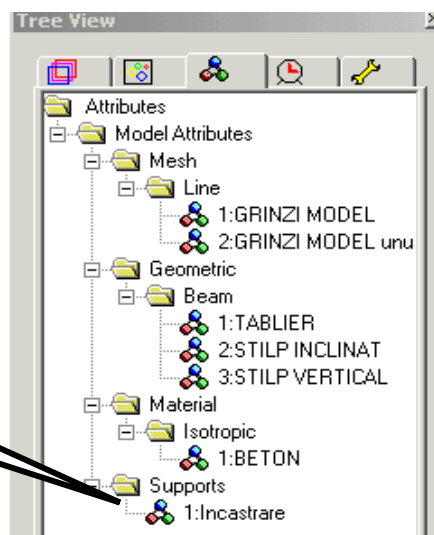 Tree View
Attributes
Model Attributes
Mesh
Line
1:GRINZI MODEL
2:GRINZI MODEL unu
Geometric
Beam
1:TABLIER
2:STILP INCLINAT
3:STILP VERTICAL
Material
Isotropic
1:BETON
Supports
1:Incastrare